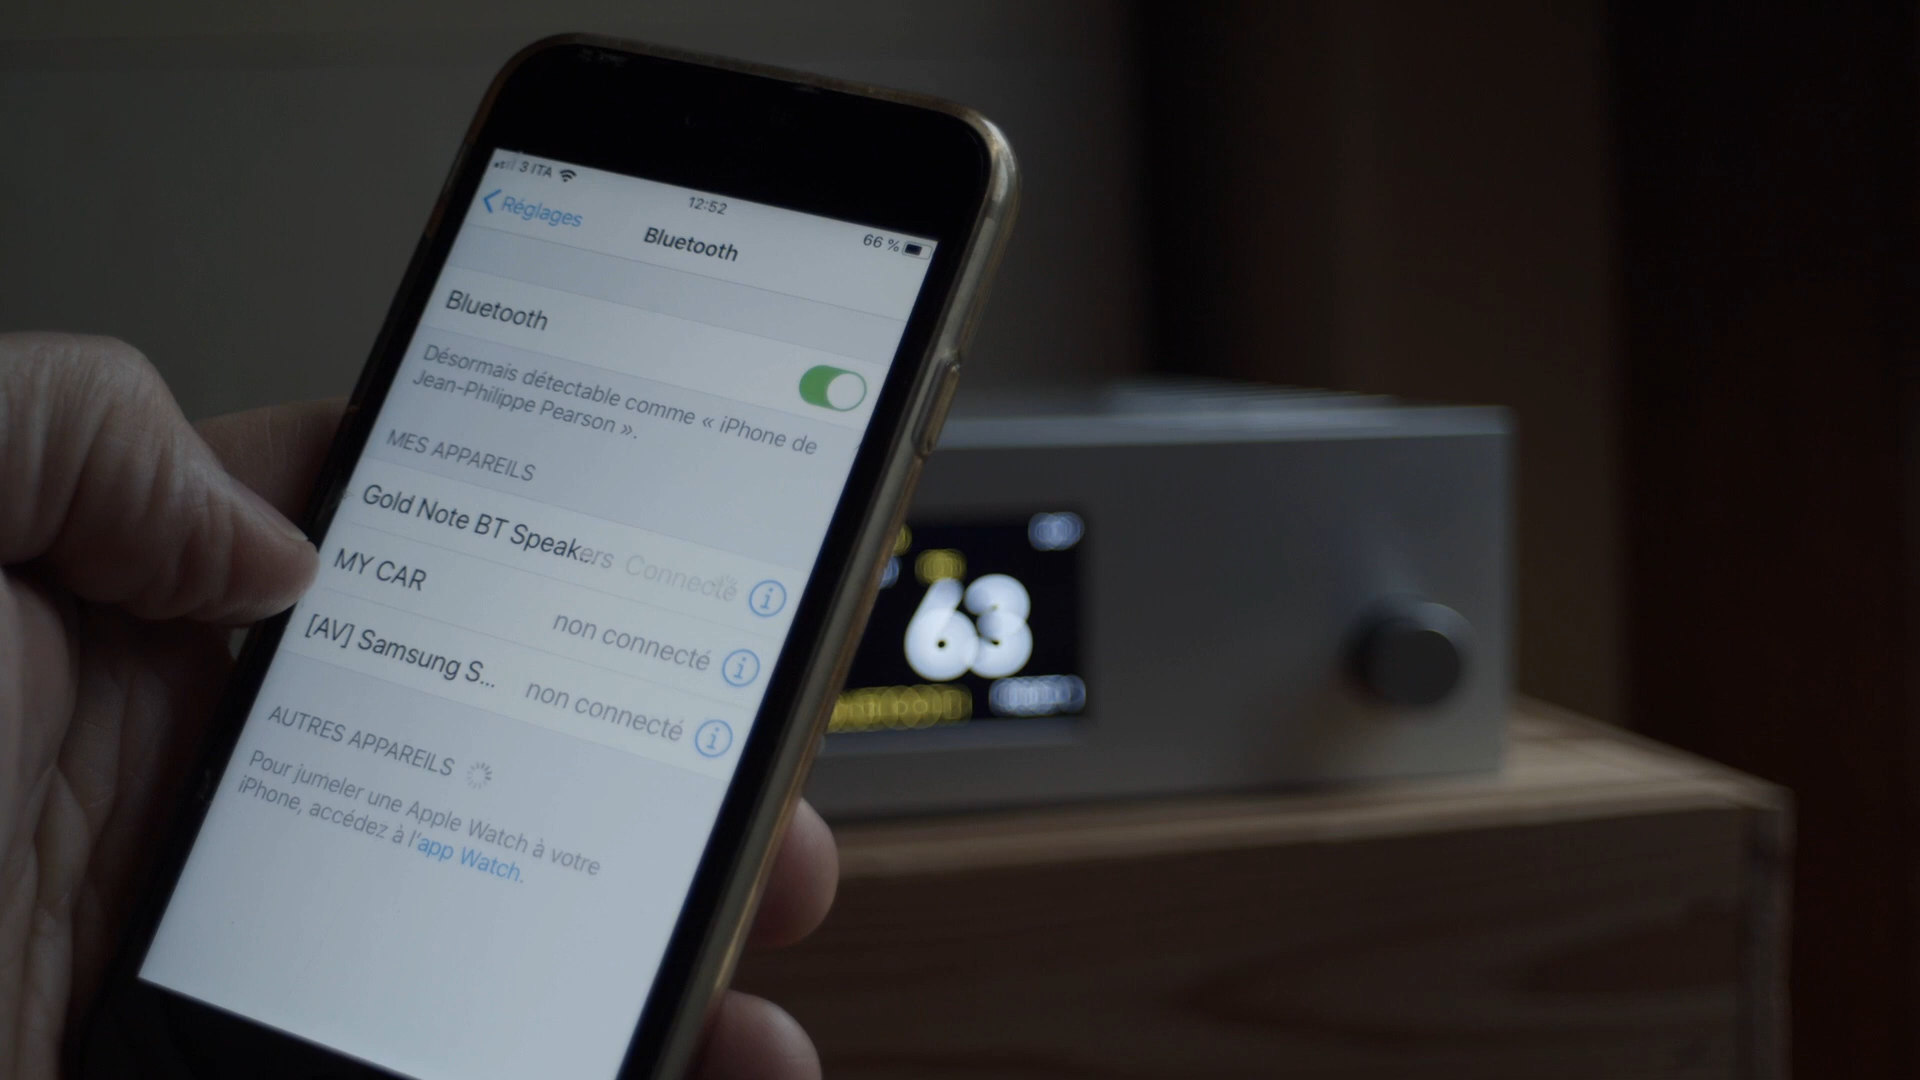 3 ITA
12:52
66 %
Réglages
Bluetooth
Bluetooth
Désormais détectable comme « iPhone de
Jean-Philippe Pearson ».
MES APPAREILS
Gold Note BT Speakers Connecté
MY CAR non connecté
[AV] Samsung S... non connecté
AUTRES APPAREILS
Pour jumeler une Apple Watch à votre
iPhone, accédez à l'app Watch.
63